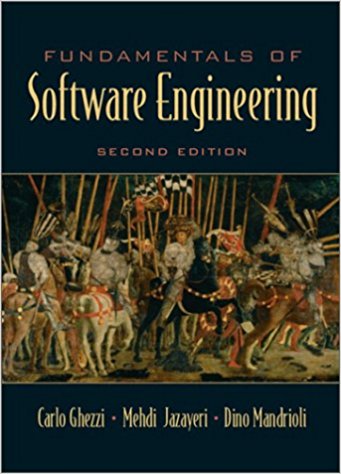 FUNDAMENTALS OF
Software Engineering
SECOND EDITION
Carlo Ghezzi • Mehdi Jazayeri • Dino Mandrioli